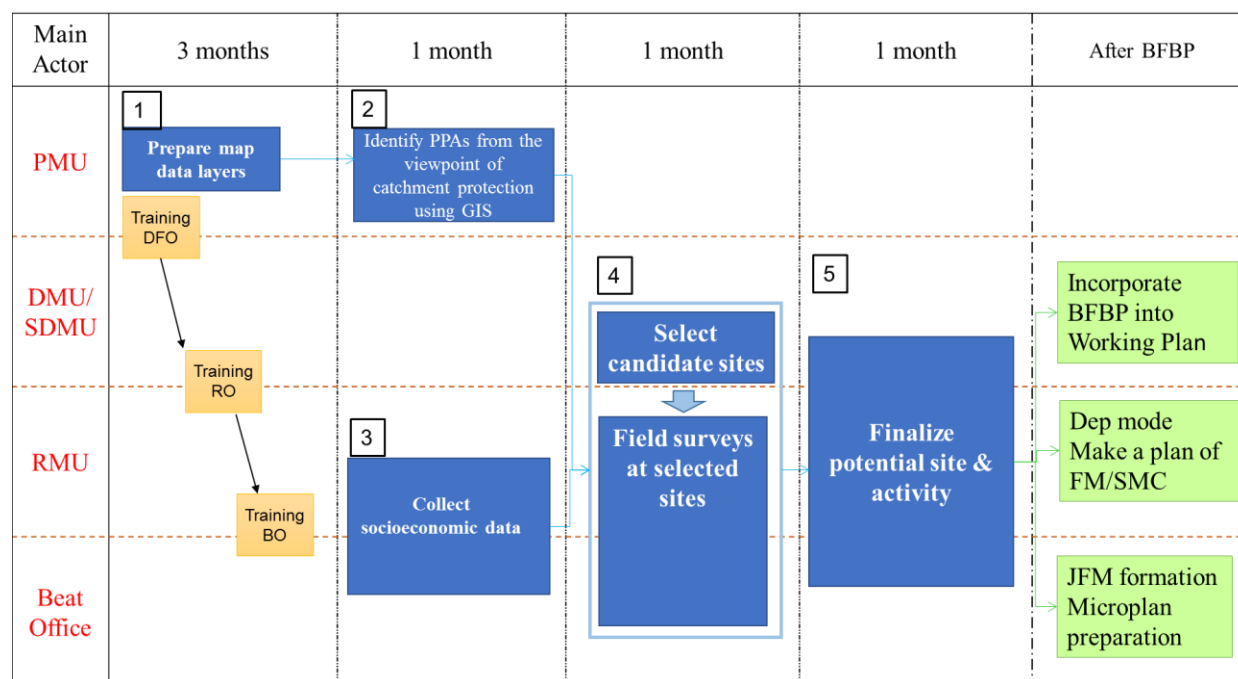 Main
Actor
3 months
1 month
1 month
1 month
After BFBP
PMU
1
Prepare map
data layers
2
Identify PPAs from the
viewpoint of
catchment protection
using GIS
Training
DFO
DMU/
SDMU
4
Select
candidate sites
5
Incorporate
BFBP into
Working Plan
Training
RO
RMU
3
Collect
socioeconomic data
Field surveys
at selected
sites
Finalize
potential site &
activity
Dep mode
Make a plan of
FM/SMC
Training
BO
Beat
Office
JFM formation
Microplan
preparation